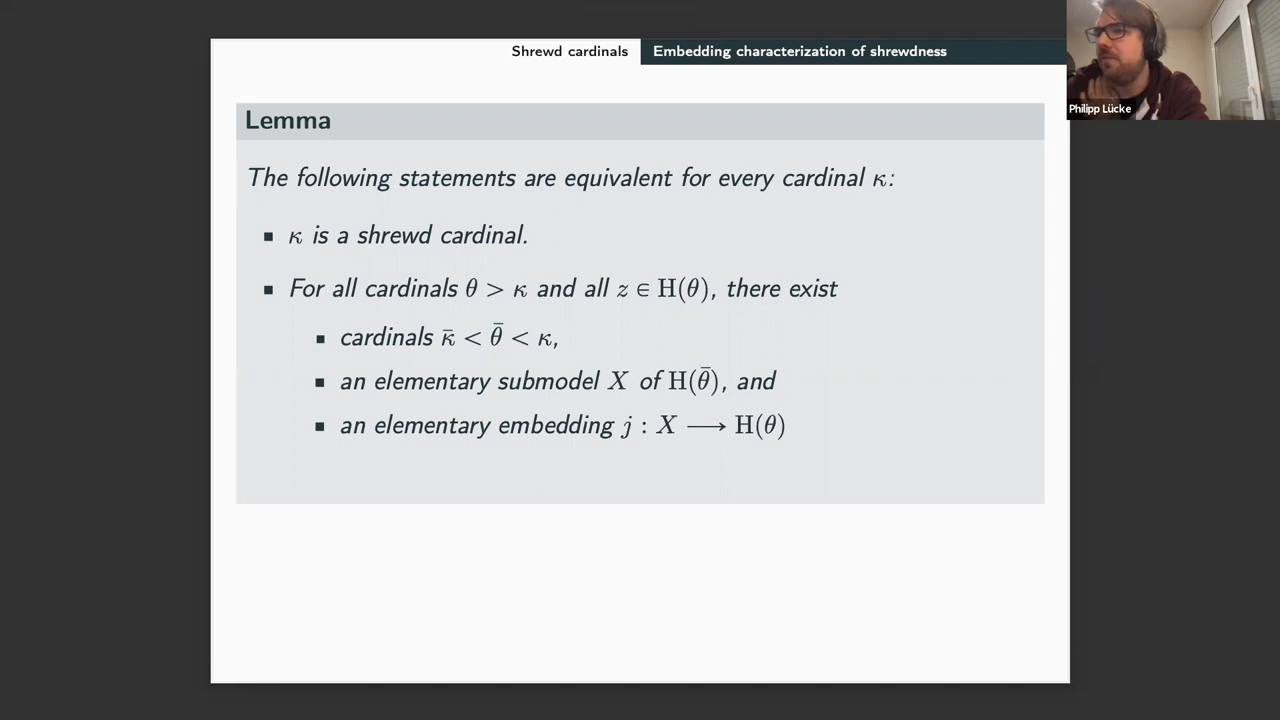 Shrewd cardinals Embedding characterization of shrewdness
Philipp Lücke
Lemma
The following statements are equivalent for every cardinal κ:
▪ κ is a shrewd cardinal.
▪ For all cardinals θ > κ and all z ∈ H(θ), there exist
▪ cardinals κ̄ < θ̄ < κ,
▪ an elementary submodel X of H(θ̄), and
▪ an elementary embedding j : X ⟶ H(θ)